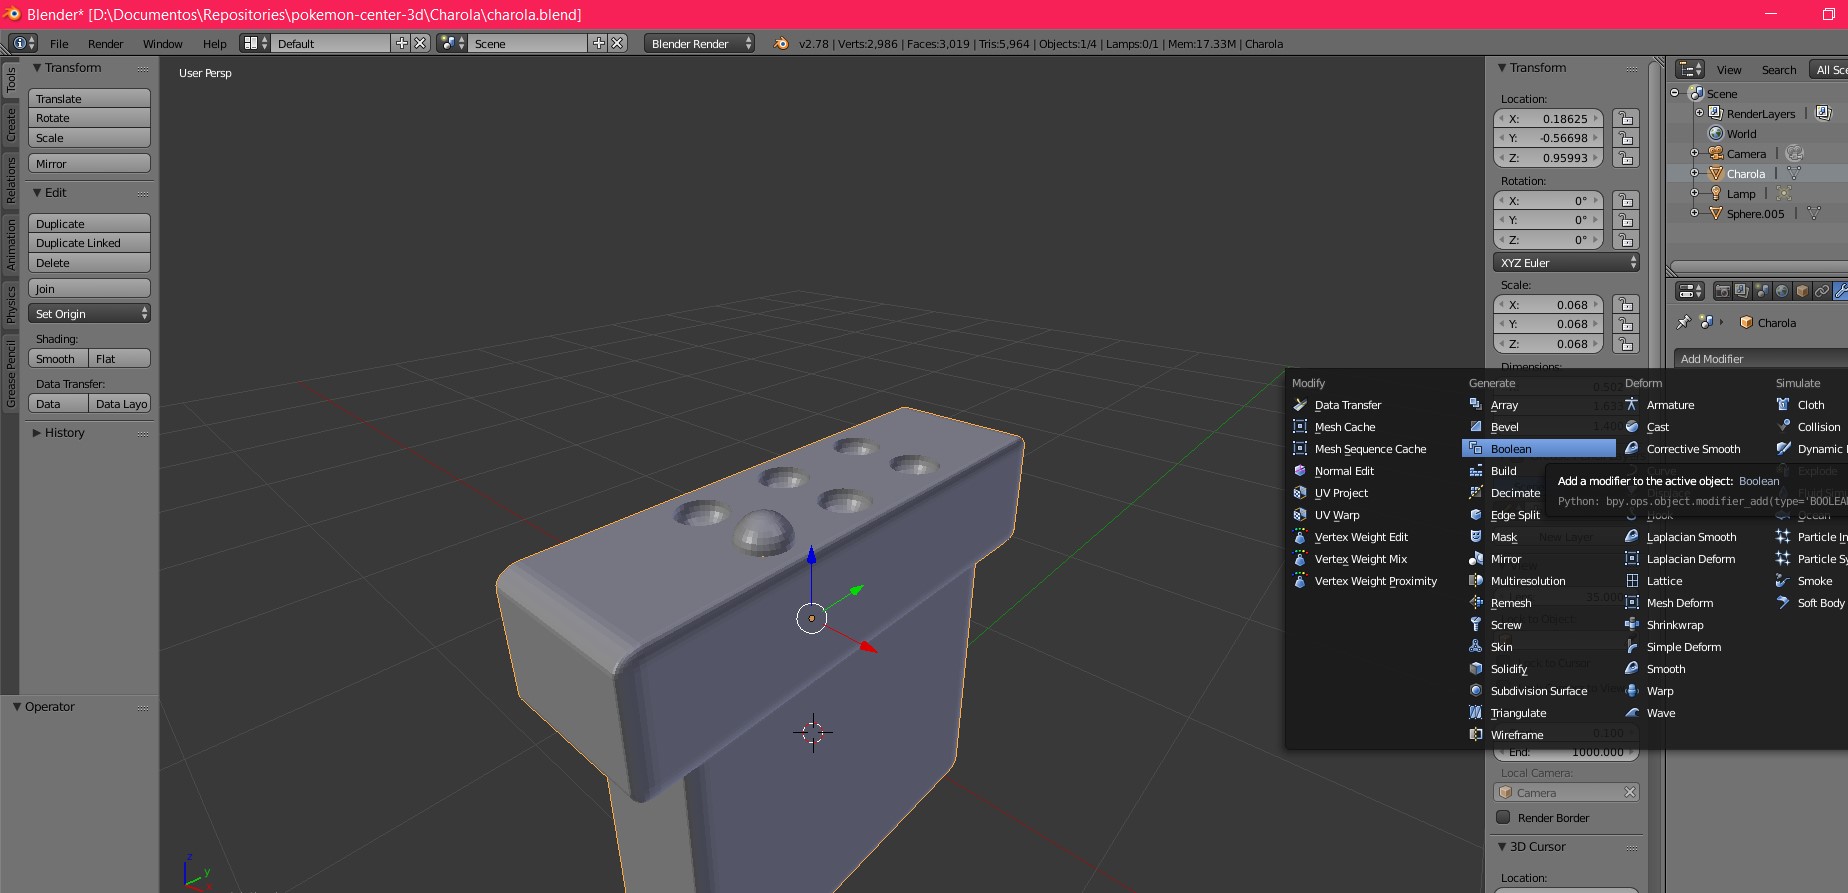 Blender* [D:\Documentos\Repositories\pokemon-center-3d\Charola\charola.blend]
File Render Window Help Default Scene Blender Render v2.78 | Verts:2,986 | Faces:3,019 | Tris:5,964 | Objects:1/4 | Lamps:0/1 | Mem:17.33M | Charola
Tools
Create
Relations
Animation
Physics
Grease Pencil
Transform
Translate
Rotate
Scale
Mirror
Edit
Duplicate
Duplicate Linked
Delete
Join
Set Origin
Shading:
Smooth Flat
Data Transfer:
Data Data Layo
History
Operator
User Persp
z
y
Transform
Location:
X: 0.18625
Y: -0.56698
Z: 0.95993
Rotation:
X: 0°
Y: 0°
Z: 0°
XYZ Euler
Scale:
X: 0.068
Y: 0.068
Z: 0.068
Dimensions:
View Search All Sce
Scene
RenderLayers |
World
Camera |
Charola |
Lamp |
Sphere.005 |
Charola
Add Modifier
Modify
Data Transfer
Mesh Cache
Mesh Sequence Cache
Normal Edit
UV Project
UV Warp
Vertex Weight Edit
Vertex Weight Mix
Vertex Weight Proximity
Generate
Array
Bevel
Boolean
Build
Decimate
Edge Split
Mask
Mirror
Multiresolution
Remesh
Screw
Skin
Solidify
Subdivision Surface
Triangulate
Wireframe
Deform
Armature
Cast
Corrective Smooth
Curve
Hook
Laplacian Smooth
Laplacian Deform
Lattice
Mesh Deform
Shrinkwrap
Simple Deform
Smooth
Warp
Wave
Simulate
Cloth
Collision
Dynamic
Explode
Ocean
Particle In
Particle Sy
Smoke
Soft Body
Add a modifier to the active object: Boolean
Python: bpy.ops.object.modifier_add(type='BOOLEA
New Layer
35.000
0.100
End: 1000.000
Local Camera:
Camera
Render Border
3D Cursor
Location: